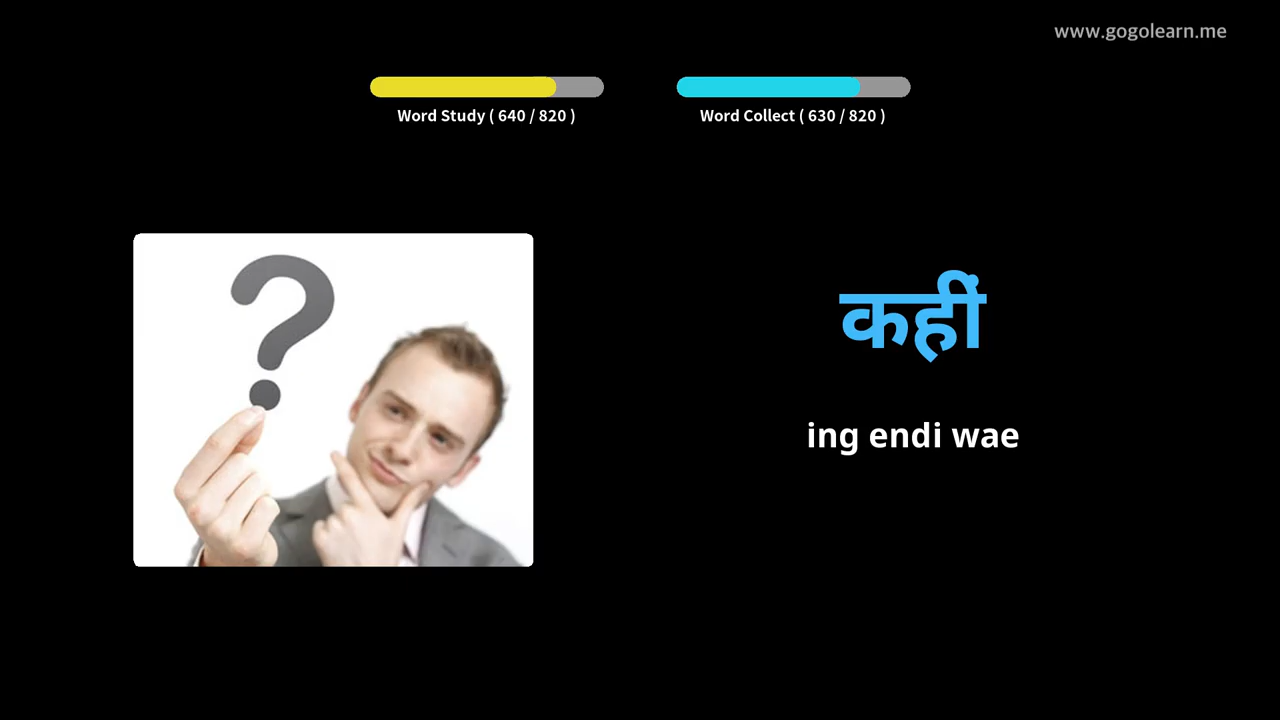 www.gogolearn.me
Word Study ( 640 / 820 )
Word Collect ( 630 / 820 )
?
कहीं
ing endi wae